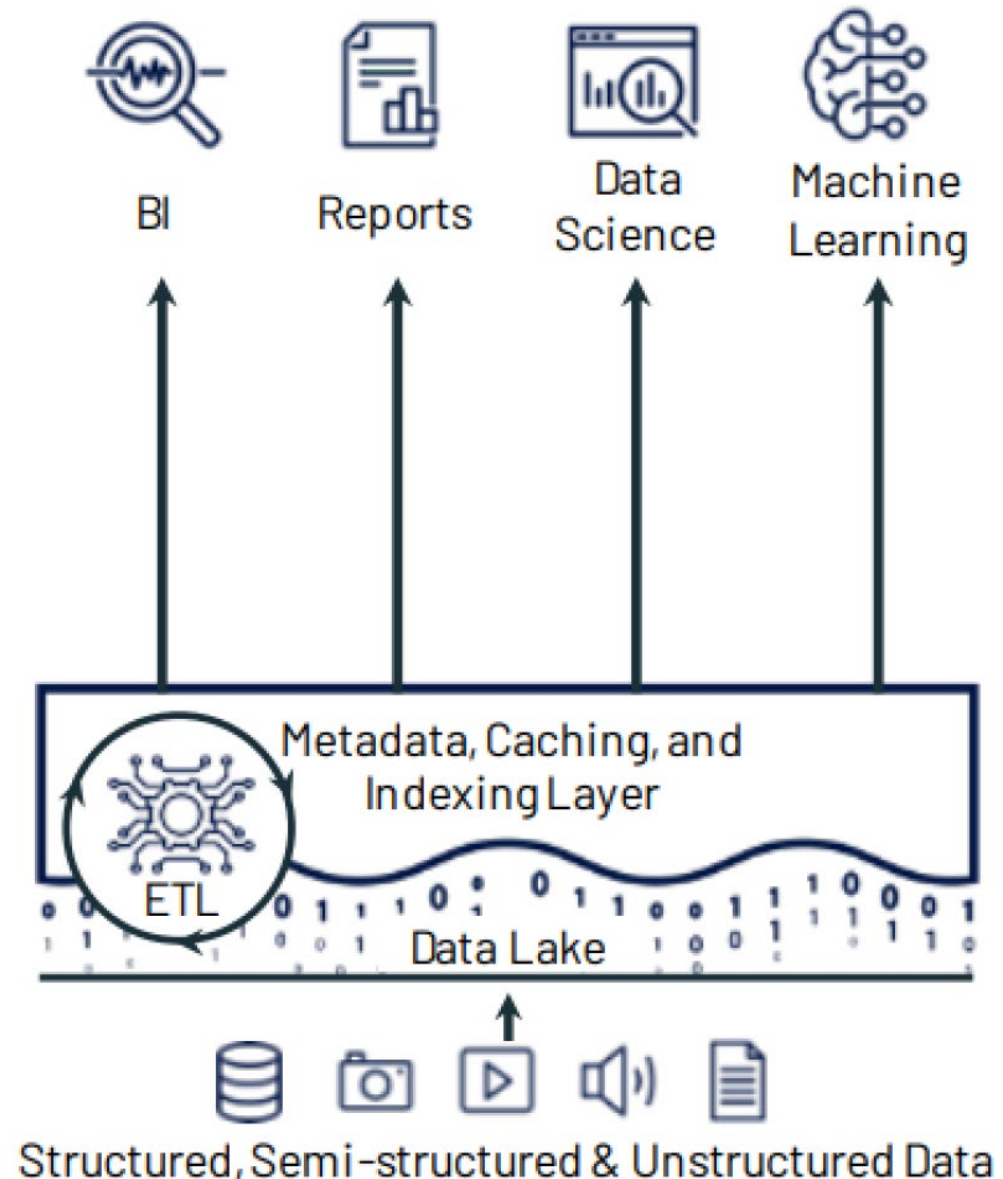 BI
Reports
Data
Science
Machine
Learning
Metadata, Caching, and
Indexing Layer
ETL
Data Lake
Structured, Semi-structured & Unstructured Data